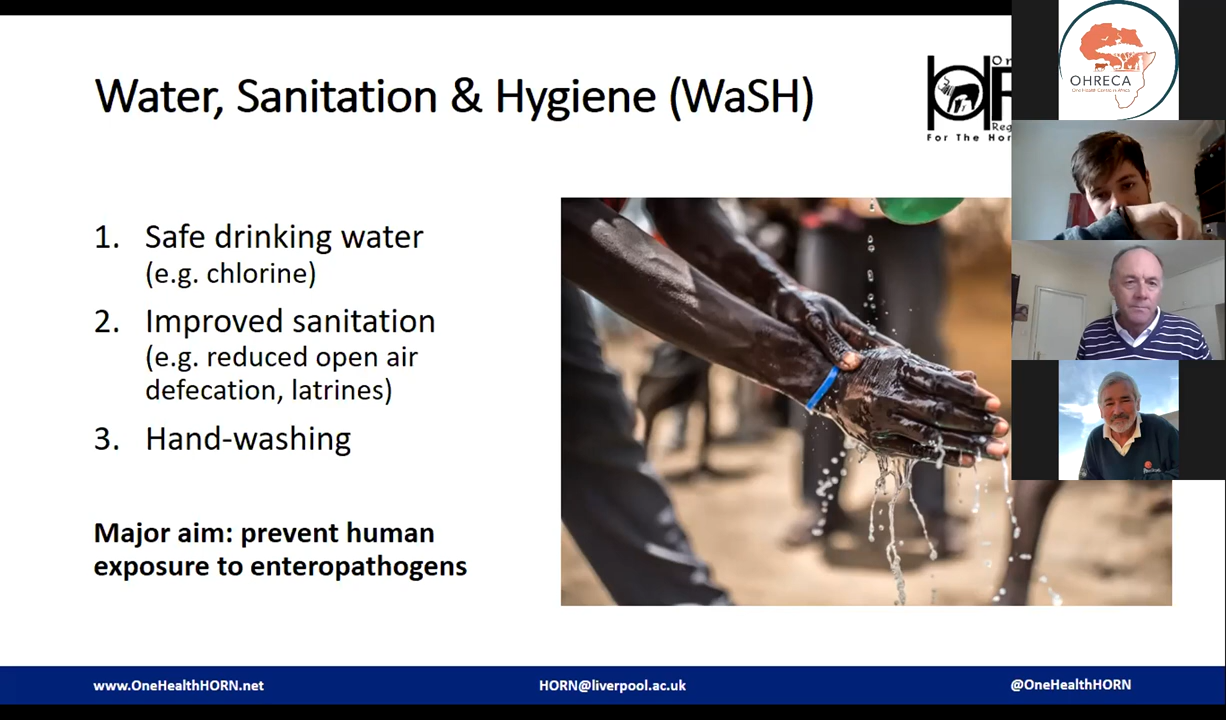 Water, Sanitation & Hygiene (WaSH)
For The
OHRECA
One Health Centre in Africa
1. Safe drinking water
(e.g. chlorine)
2. Improved sanitation
(e.g. reduced open air
defecation, latrines)
3. Hand-washing
Major aim: prevent human
exposure to enteropathogens
www.OneHealthHORN.net
HORN@liverpool.ac.uk
@OneHealthHORN